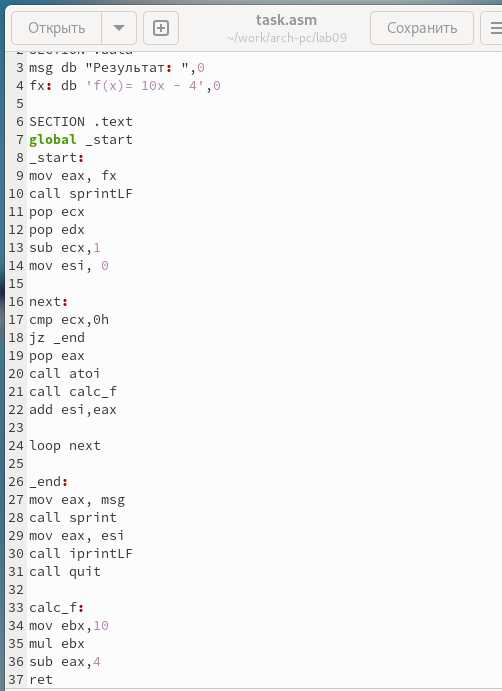 Открыть
task.asm
~/work/arch-pc/lab09
Сохранить
2 SECTION .data
3 msg db "Результат: ",0
4 fx: db 'f(x)= 10x - 4',0
5
6 SECTION .text
7 global _start
8 _start:
9 mov eax, fx
10 call sprintLF
11 pop ecx
12 pop edx
13 sub ecx,1
14 mov esi, 0
15
16 next:
17 cmp ecx,0h
18 jz _end
19 pop eax
20 call atoi
21 call calc_f
22 add esi,eax
23
24 loop next
25
26 _end:
27 mov eax, msg
28 call sprint
29 mov eax, esi
30 call iprintLF
31 call quit
32
33 calc_f:
34 mov ebx,10
35 mul ebx
36 sub eax,4
37 ret